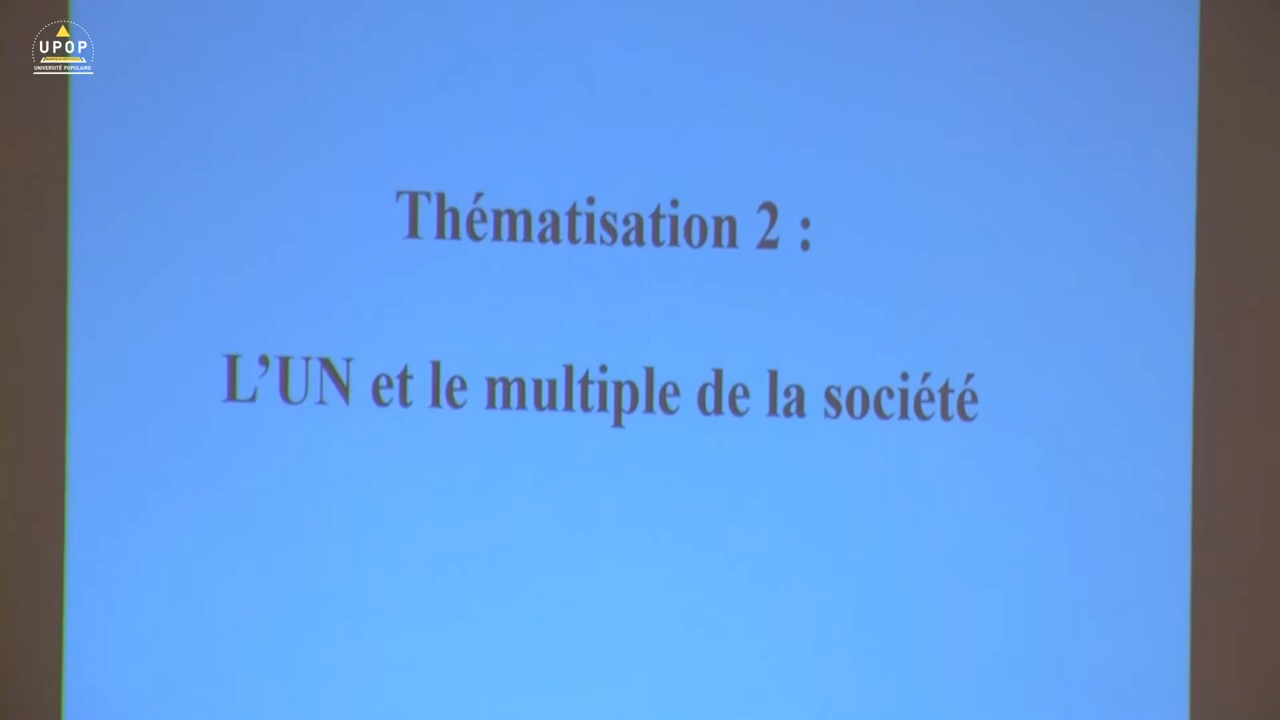 UPOP
UNIVERSITÉ POPULAIRE
Thématisation 2 :
L’UN et le multiple de la société